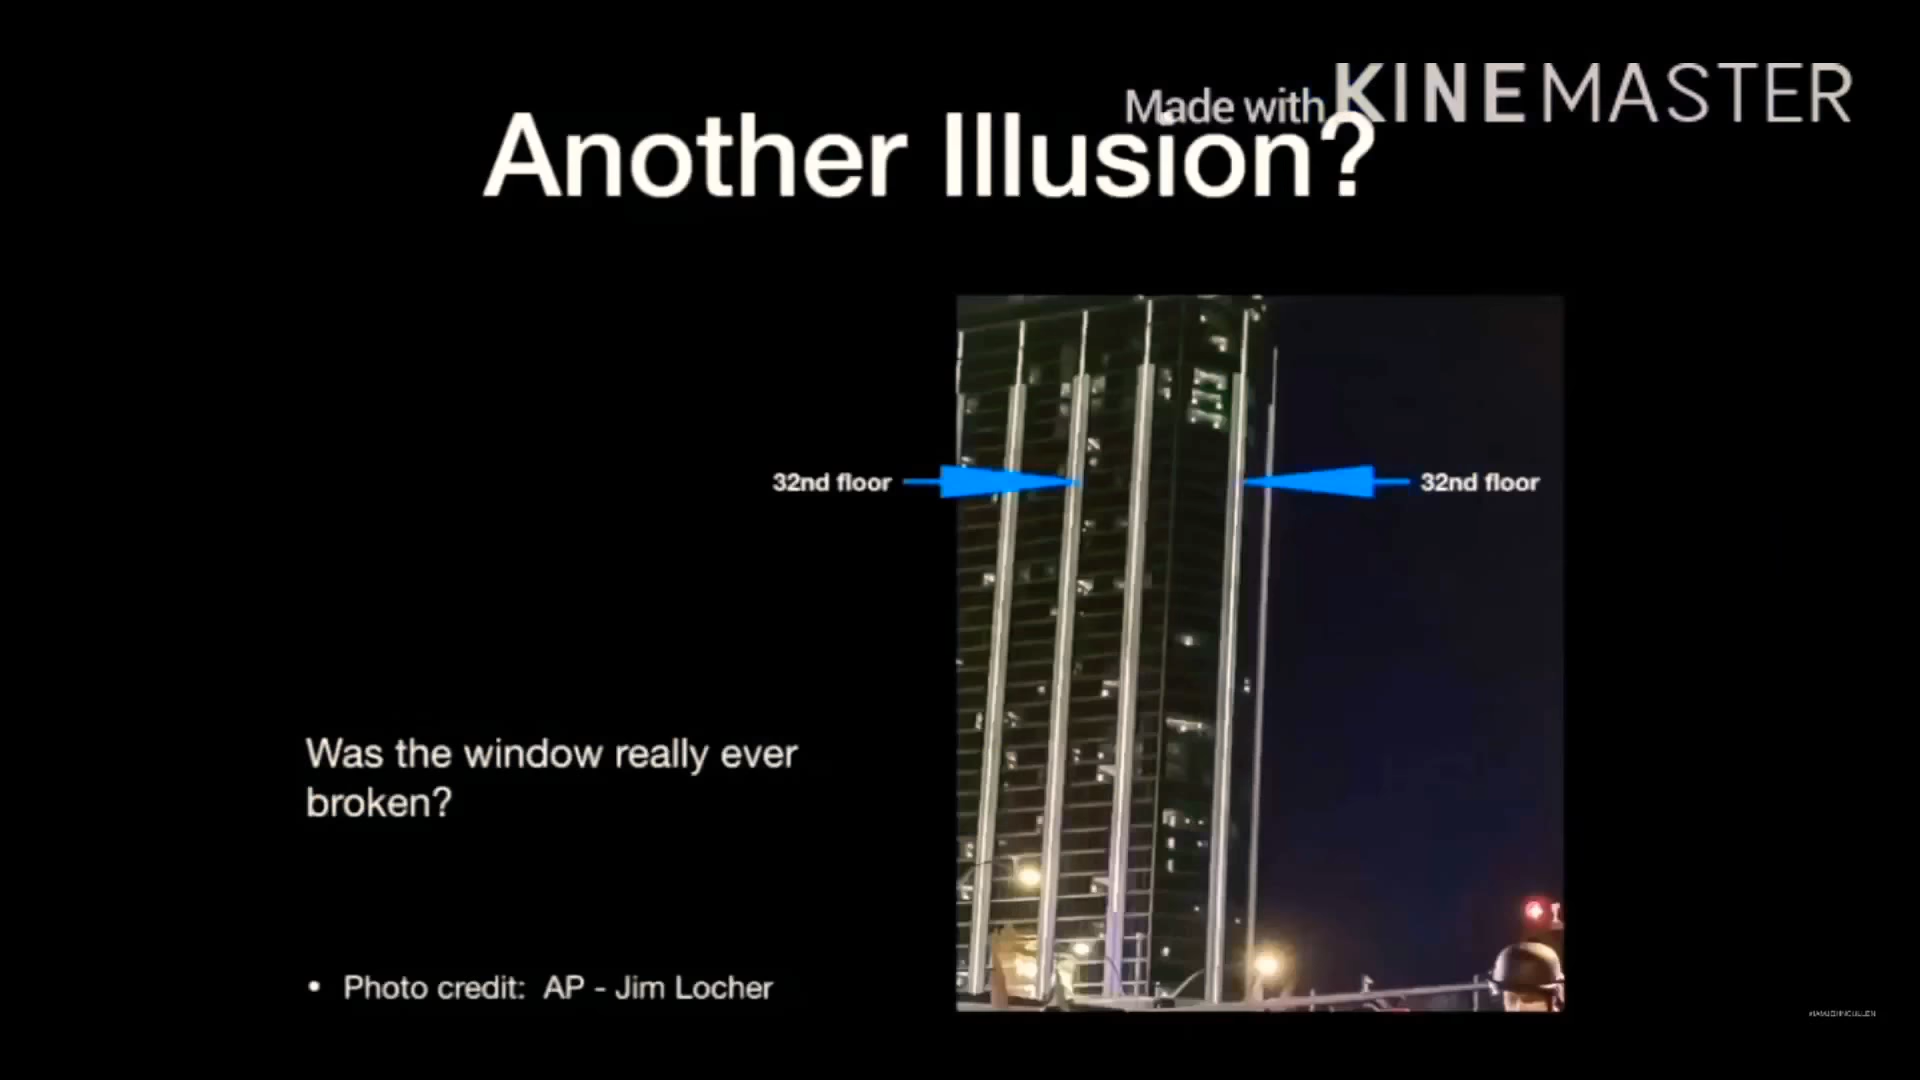 Made with KINEMASTER
Another Illusion?
32nd floor
32nd floor
Was the window really ever
broken?
• Photo credit: AP - Jim Locher
#IAMJOHNCULLEN